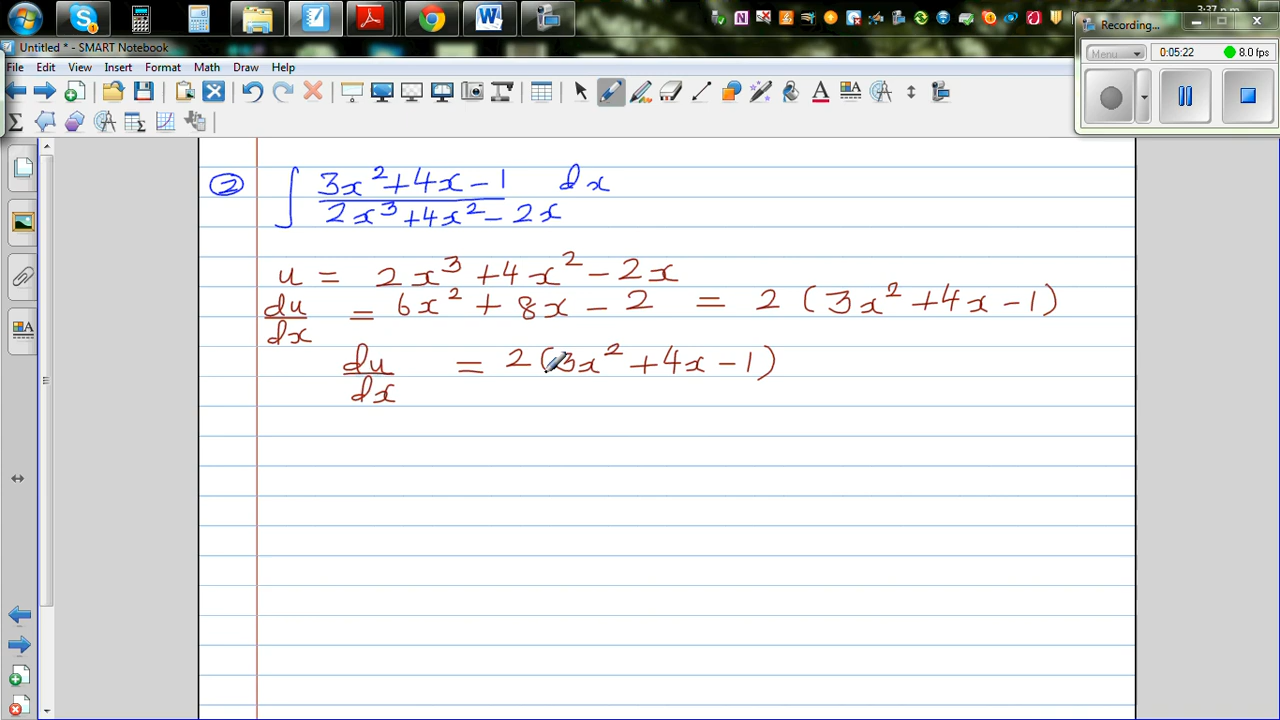 3:37 p.m.
Recording...
Untitled * - SMART Notebook
File Edit View Insert Format Math Draw Help
Menu 0:05:22 8.0 fps
② ∫ (3x² + 4x - 1)/(2x³ + 4x² - 2x) dx
u = 2x³ + 4x² - 2x
du/dx = 6x² + 8x - 2 = 2 (3x² + 4x - 1)
du/dx = 2 (3x² + 4x - 1)